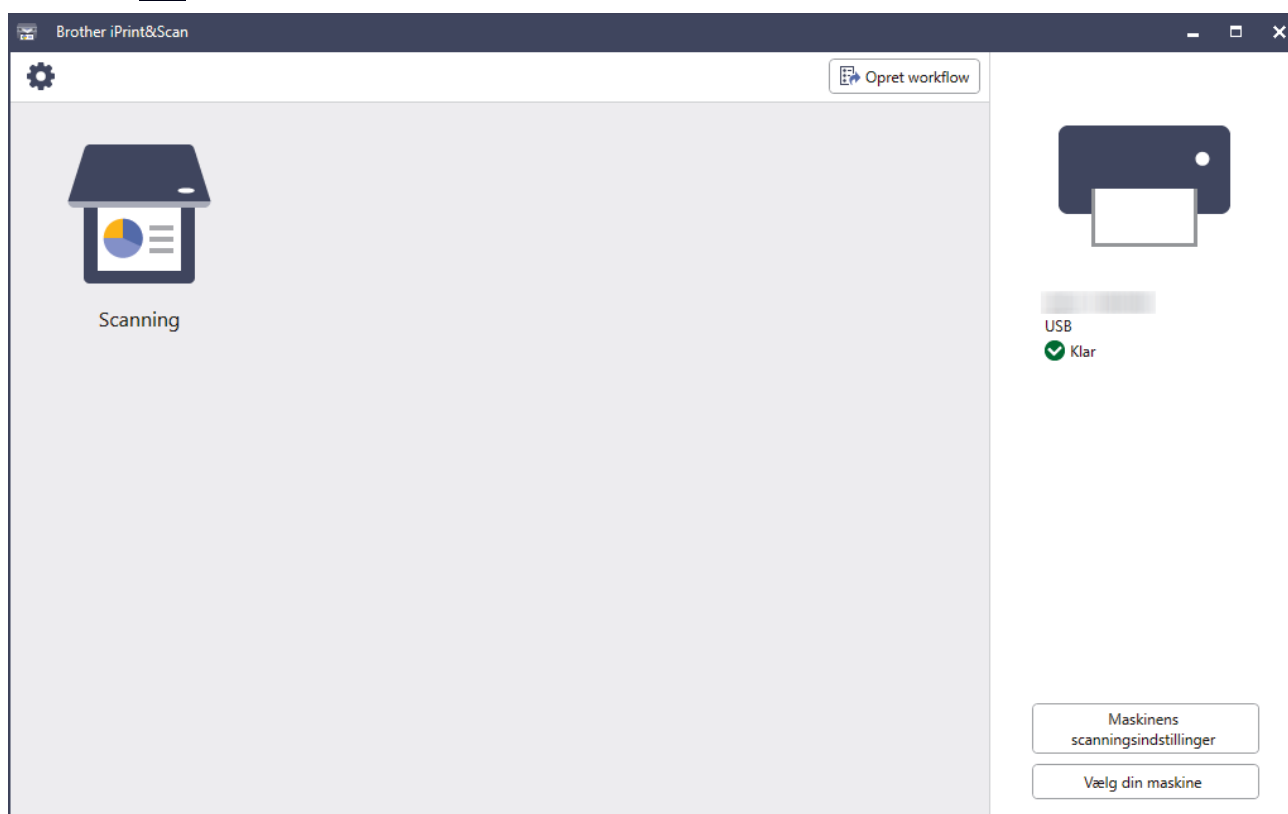 Brother iPrint&Scan
Opret workflow
Scanning
USB
Klar
Maskinens
scanningsindstillinger
Vælg din maskine